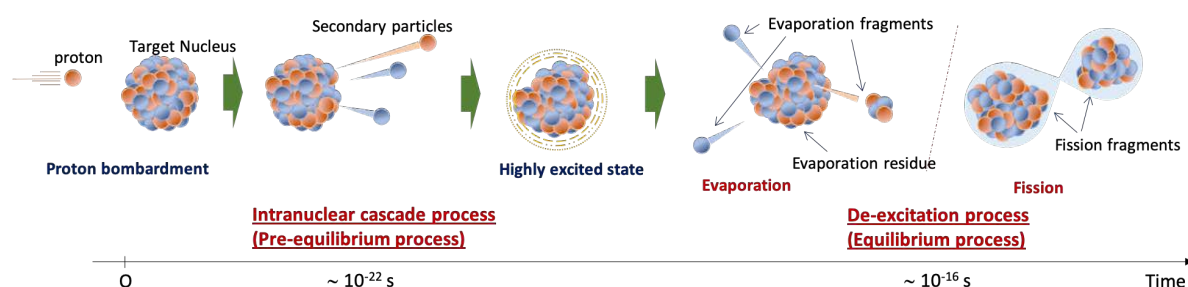 proton
Target Nucleus
Proton bombardment
Secondary particles
Highly excited state
Evaporation fragments
Evaporation residue
Evaporation
Fission fragments
Fission
Intranuclear cascade process
(Pre-equilibrium process)
De-excitation process
(Equilibrium process)
O
~ 10⁻²² s
~ 10⁻¹⁶ s
Time